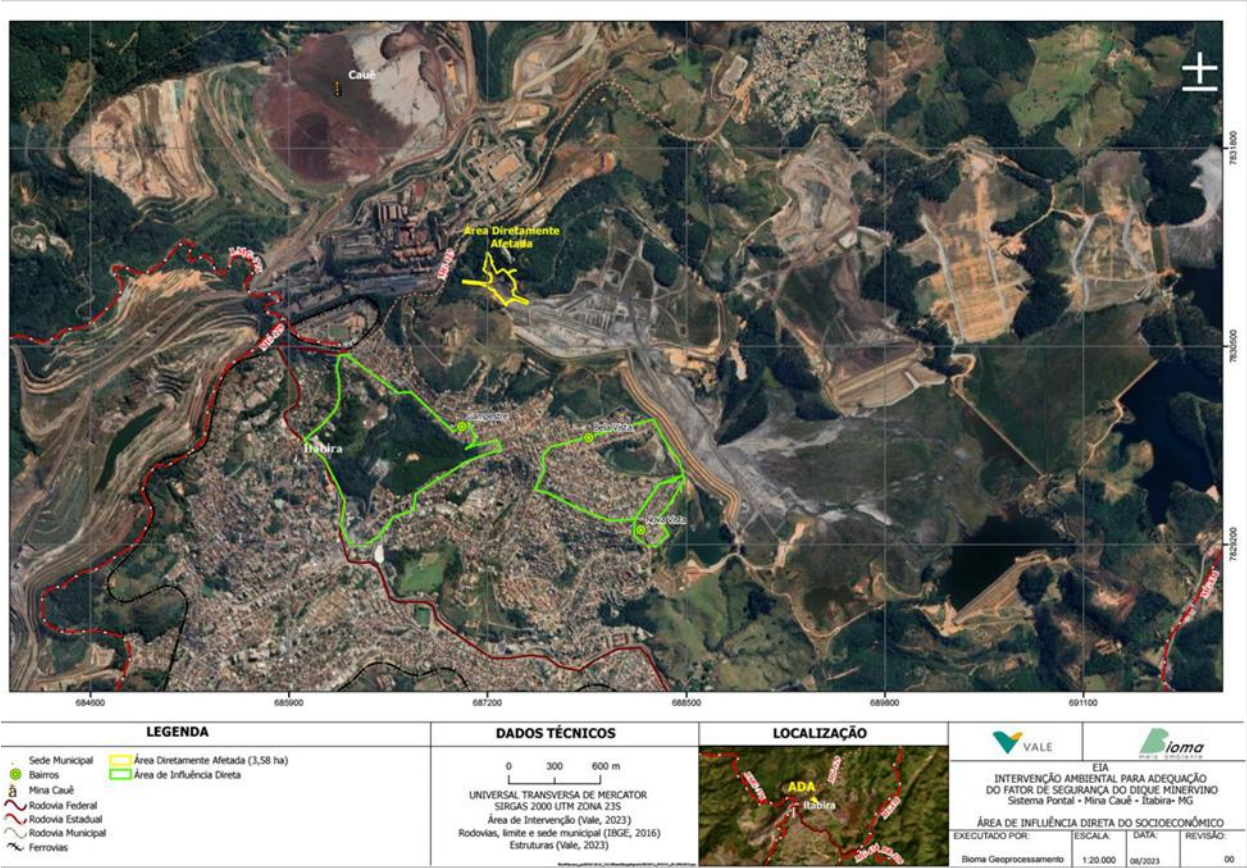 Cauê
7831800
Área Diretamente
Afetada
7830500
Campestre
Bela Vista
Itabira
Nova Vista
7829200
684600
685900
687200
688500
689800
691100
LEGENDA
Sede Municipal
Bairros
Mina Cauê
Rodovia Federal
Rodovia Estadual
Rodovia Municipal
Ferrovias
Área Diretamente Afetada (3,58 ha)
Área de Influência Direta
DADOS TÉCNICOS
0 300 600 m
UNIVERSAL TRANSVERSA DE MERCATOR
SIRGAS 2000 UTM ZONA 23S
Área de Intervenção (Vale, 2023)
Rodovias, limite e sede municipal (IBGE, 2016)
Estruturas (Vale, 2023)
LOCALIZAÇÃO
ADA
Itabira
VALE
Bioma
meio ambiente
EIA
INTERVENÇÃO AMBIENTAL PARA ADEQUAÇÃO
DO FATOR DE SEGURANÇA DO DIQUE MINERVINO
Sistema Pontal - Mina Cauê - Itabira- MG
ÁREA DE INFLUÊNCIA DIRETA DO SOCIOECONÔMICO
EXECUTADO POR:
Bioma Geoprocessamento
ESCALA:
1:20.000
DATA:
08/2023
REVISÃO:
00